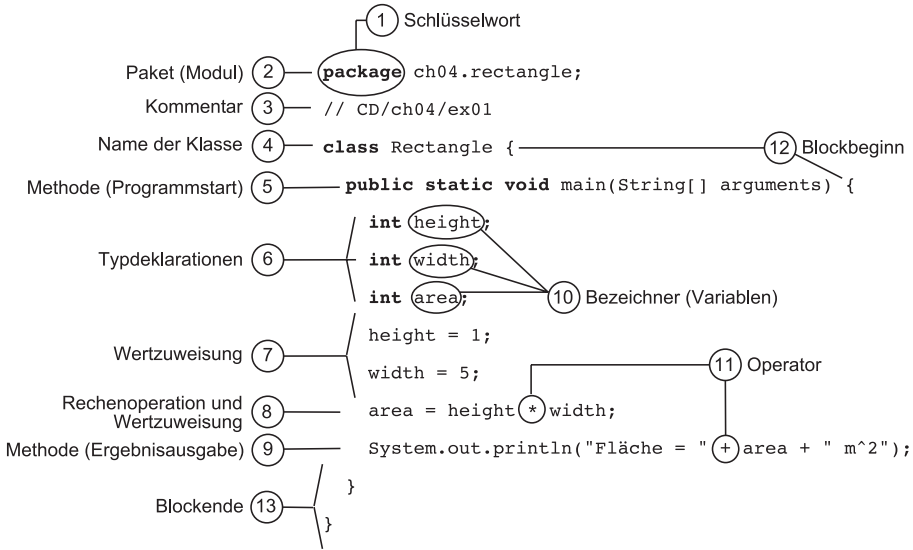 1 Schlüsselwort
Paket (Modul) 2 package ch04.rectangle;
Kommentar 3 // CD/ch04/ex01
Name der Klasse 4 class Rectangle { 12 Blockbeginn
Methode (Programmstart) 5 public static void main(String[] arguments) {
int height;
Typdeklarationen 6 int width;
int area; 10 Bezeichner (Variablen)
height = 1;
Wertzuweisung 7
width = 5; 11 Operator
Rechenoperation und
Wertzuweisung 8 area = height * width;
Methode (Ergebnisausgabe) 9 System.out.println("Fläche = " + area + " m^2");
}
Blockende 13
}